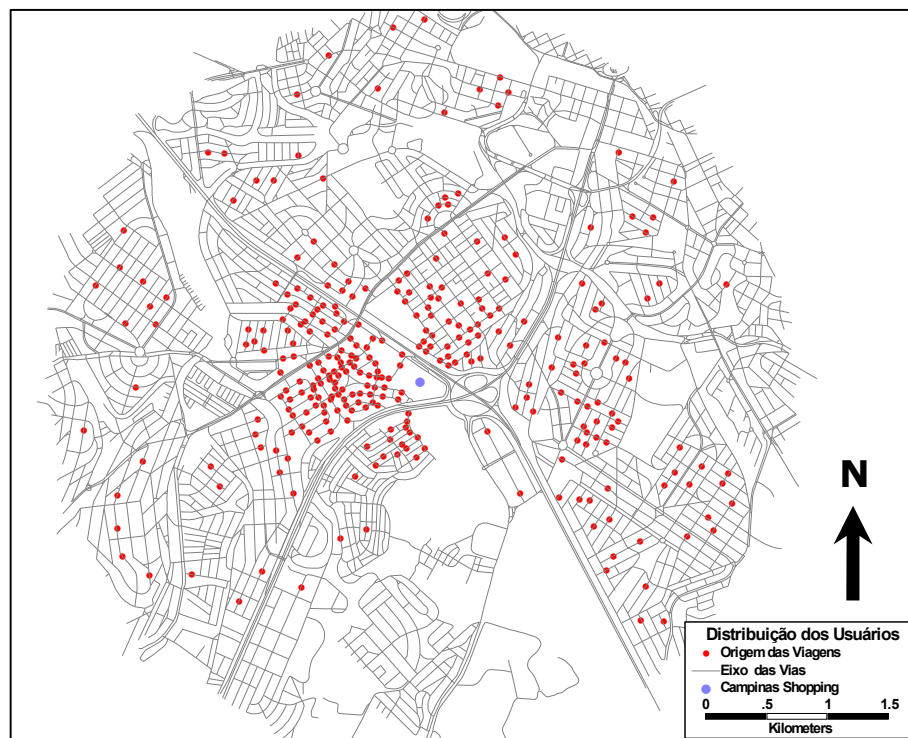 N
Distribuição dos Usuários
Origem das Viagens
Eixo das Vias
Campinas Shopping
0 .5 1 1.5
Kilometers